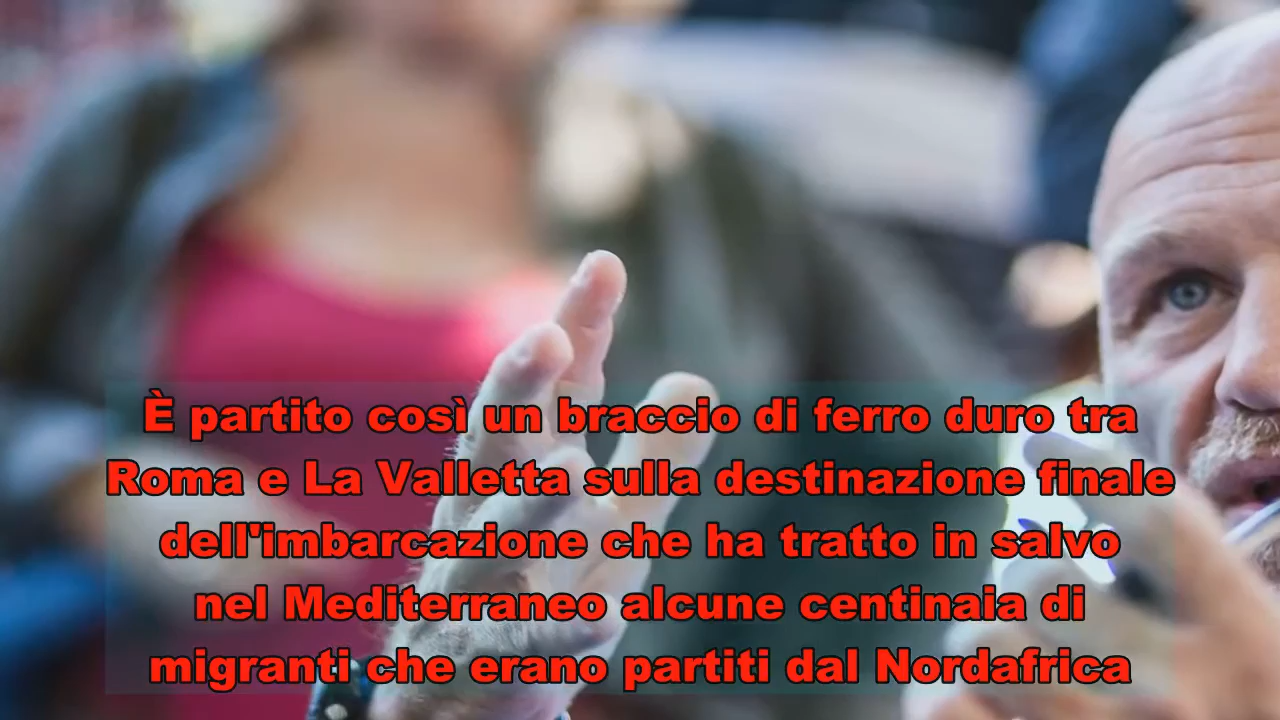 È partito così un braccio di ferro duro tra
Roma e La Valletta sulla destinazione finale
dell'imbarcazione che ha tratto in salvo
nel Mediterraneo alcune centinaia di
migranti che erano partiti dal Nordafrica